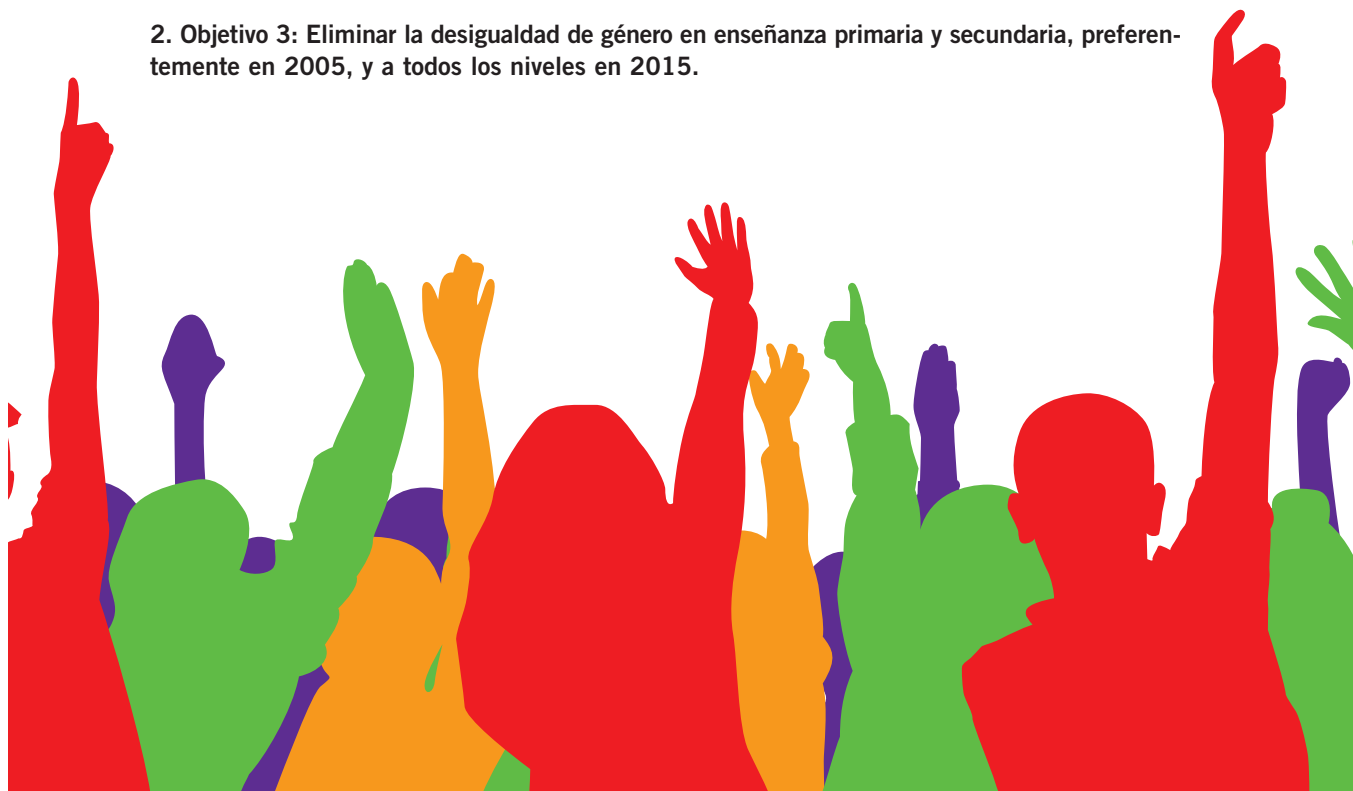 2. Objetivo 3: Eliminar la desigualdad de género en enseñanza primaria y secundaria, preferen-
temente en 2005, y a todos los niveles en 2015.